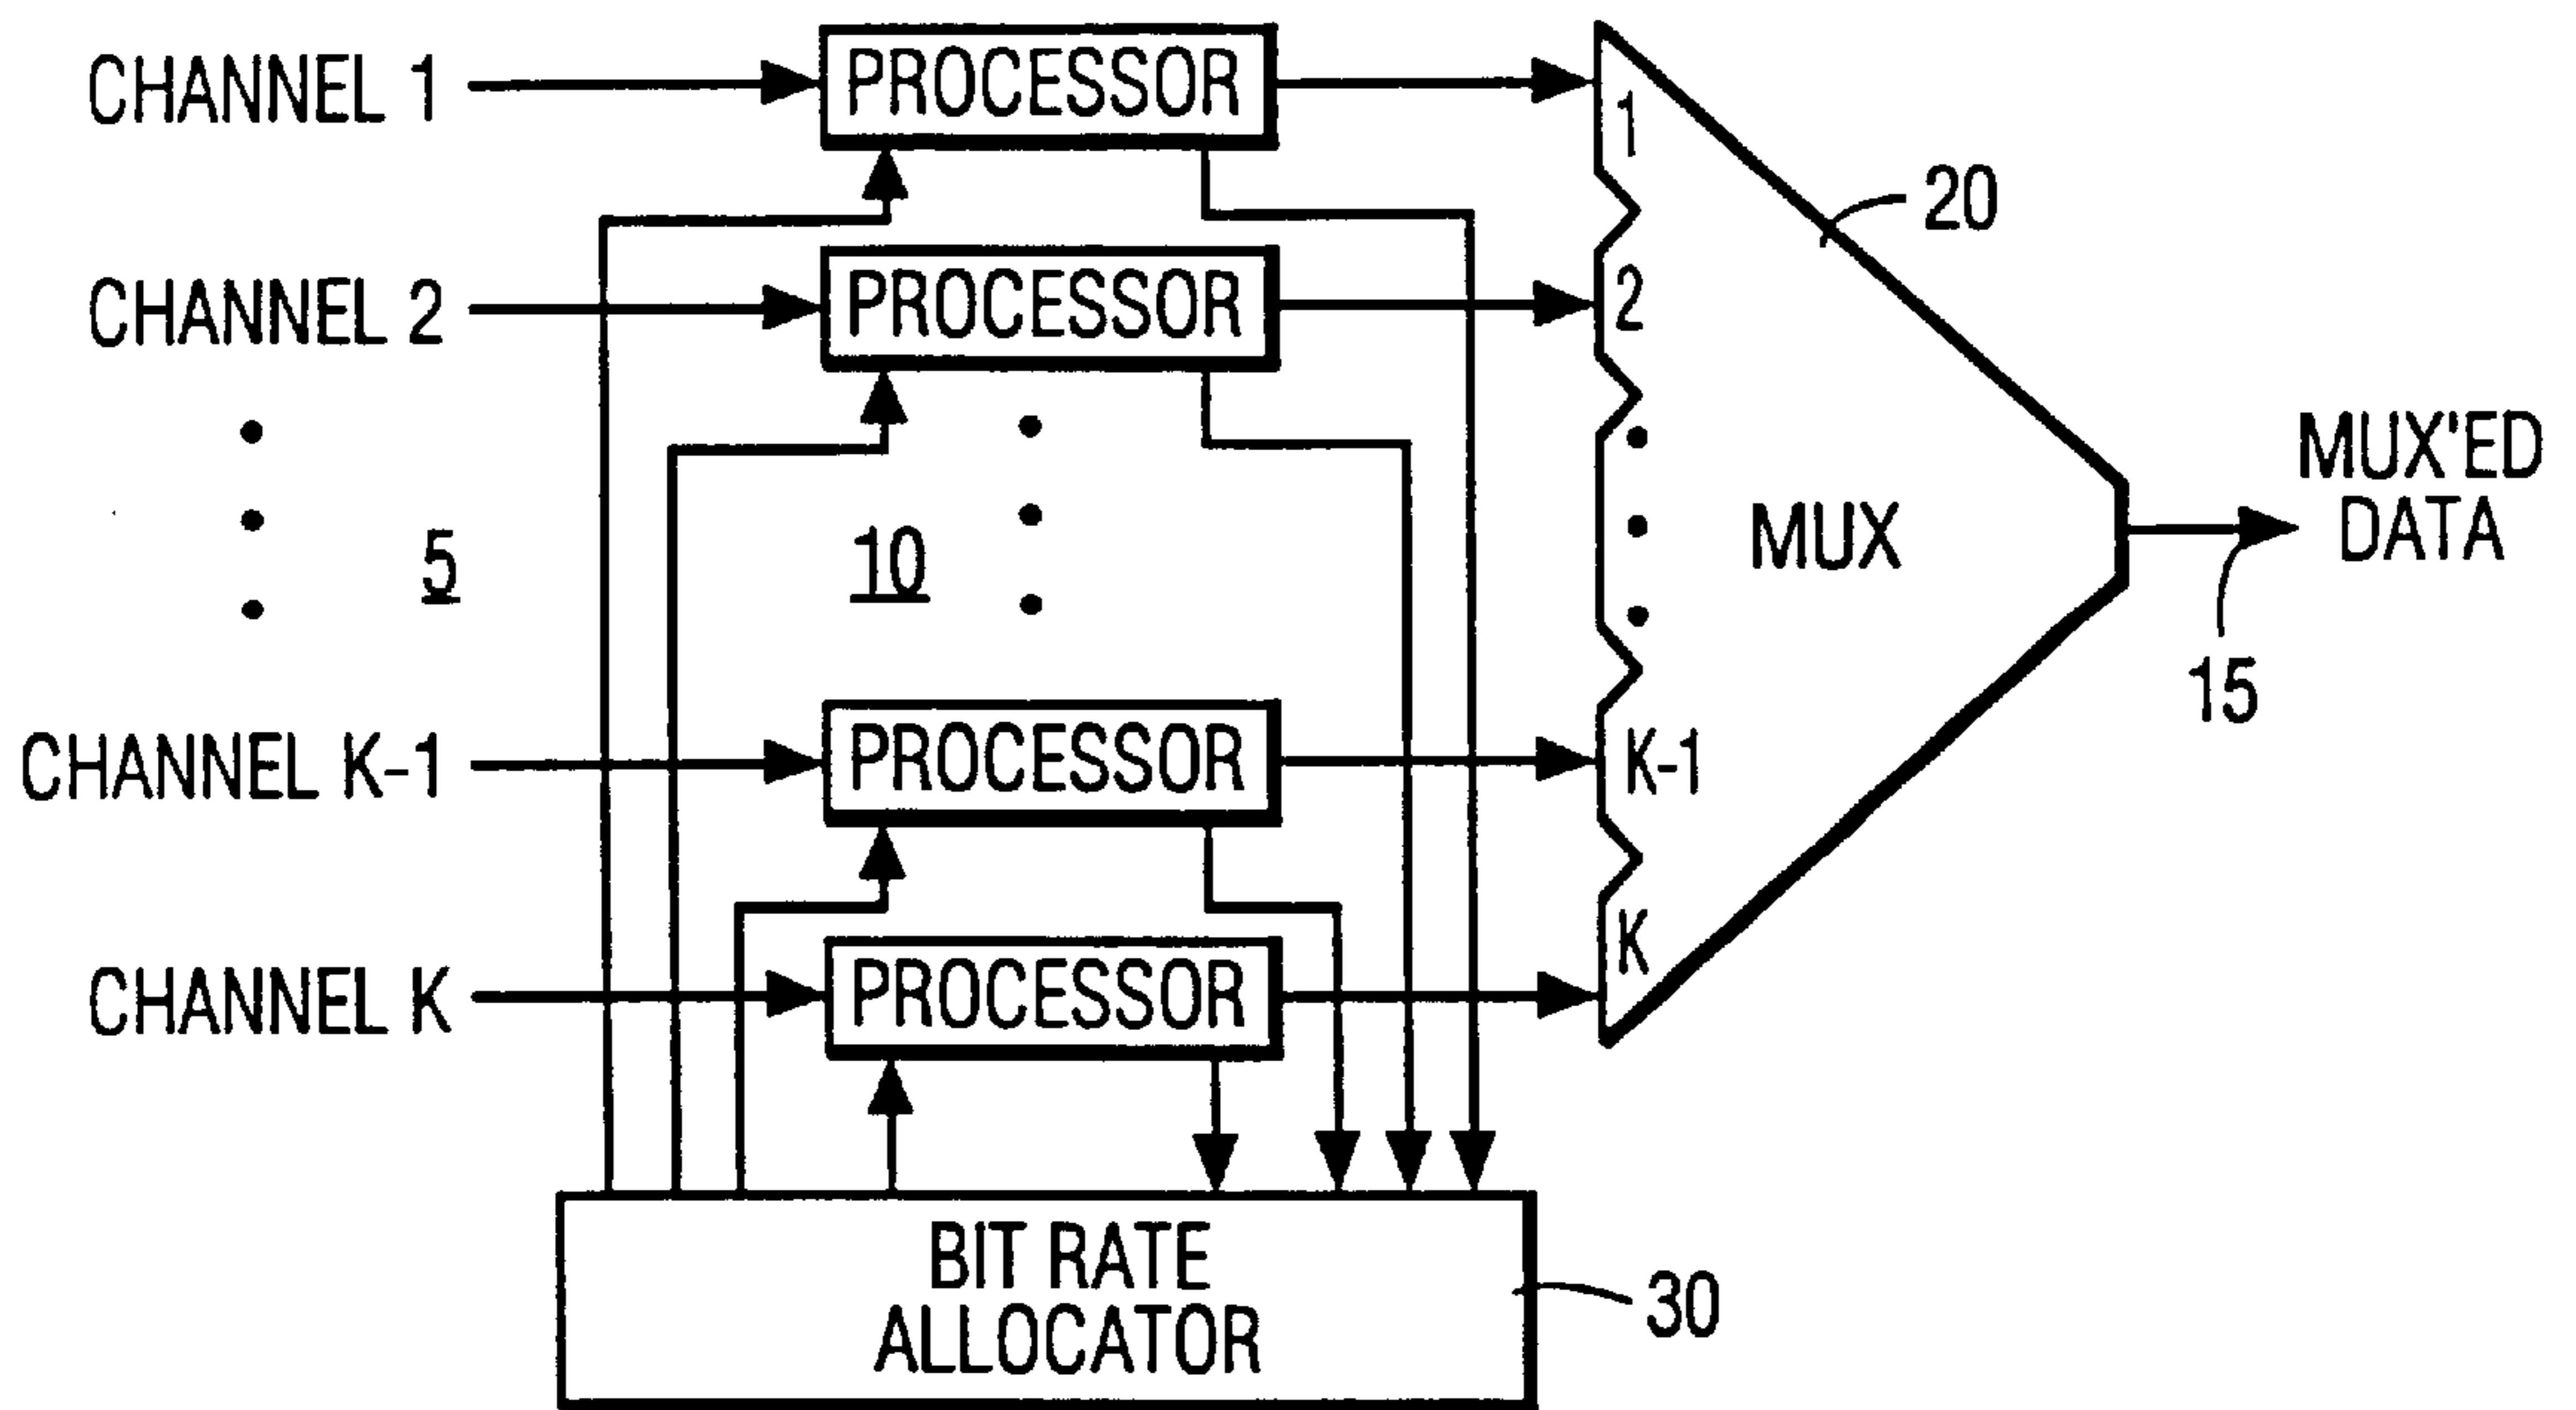 CHANNEL 1
PROCESSOR
1
20
CHANNEL 2
PROCESSOR
2
MUX'ED
DATA
5
10
MUX
15
CHANNEL K-1
PROCESSOR
K-1
CHANNEL K
PROCESSOR
K
BIT RATE
ALLOCATOR
30